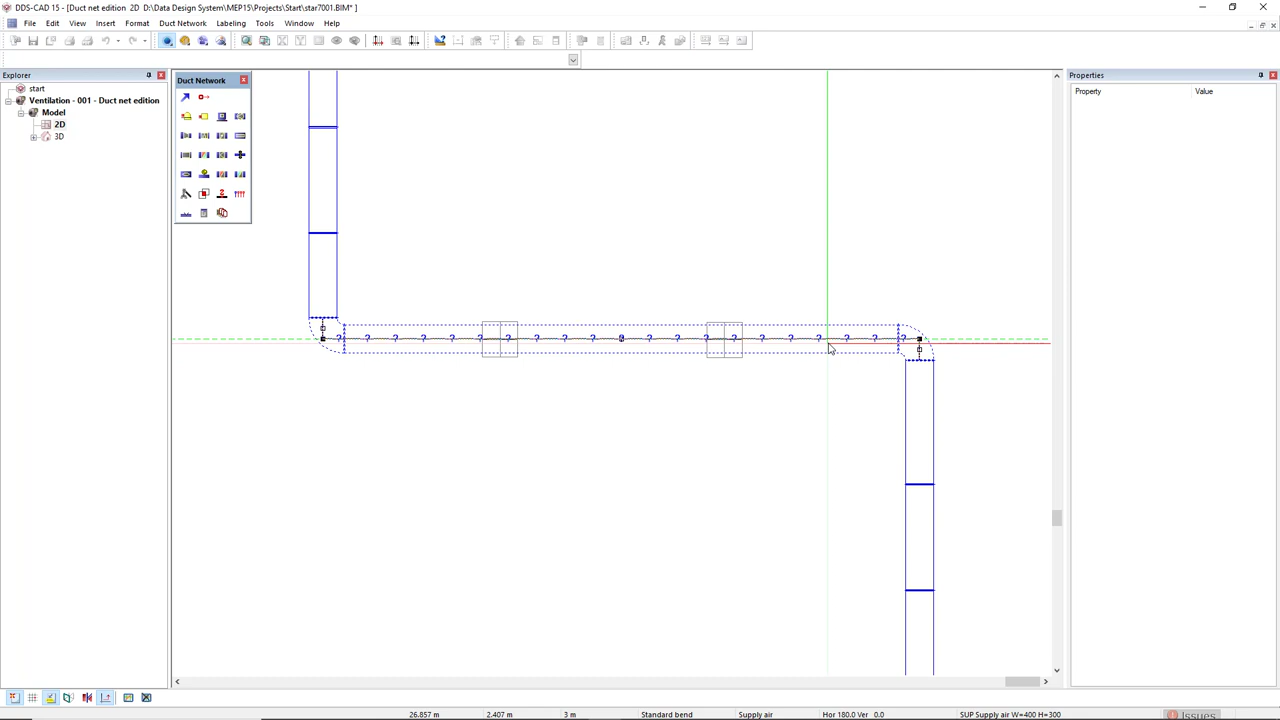 DDS-CAD 15 - [Duct net edition  2D  D:\Data Design System\MEP15\Projects\Start\star7001.BIM* ]
File Edit View Insert Format Duct Network Labeling Tools Window Help
Explorer
Duct Network
Properties
start
Property Value
Ventilation - 001 - Duct net edition
Model
2D
3D
? ? ? ? ? ? ? ? ? ? ? ? ? ? ? ? ? ? ? ? ?
26.857 m 2.407 m 3 m Standard bend Supply air Hor 180.0 Ver 0.0 SUP Supply air W=400 H=300 Issues